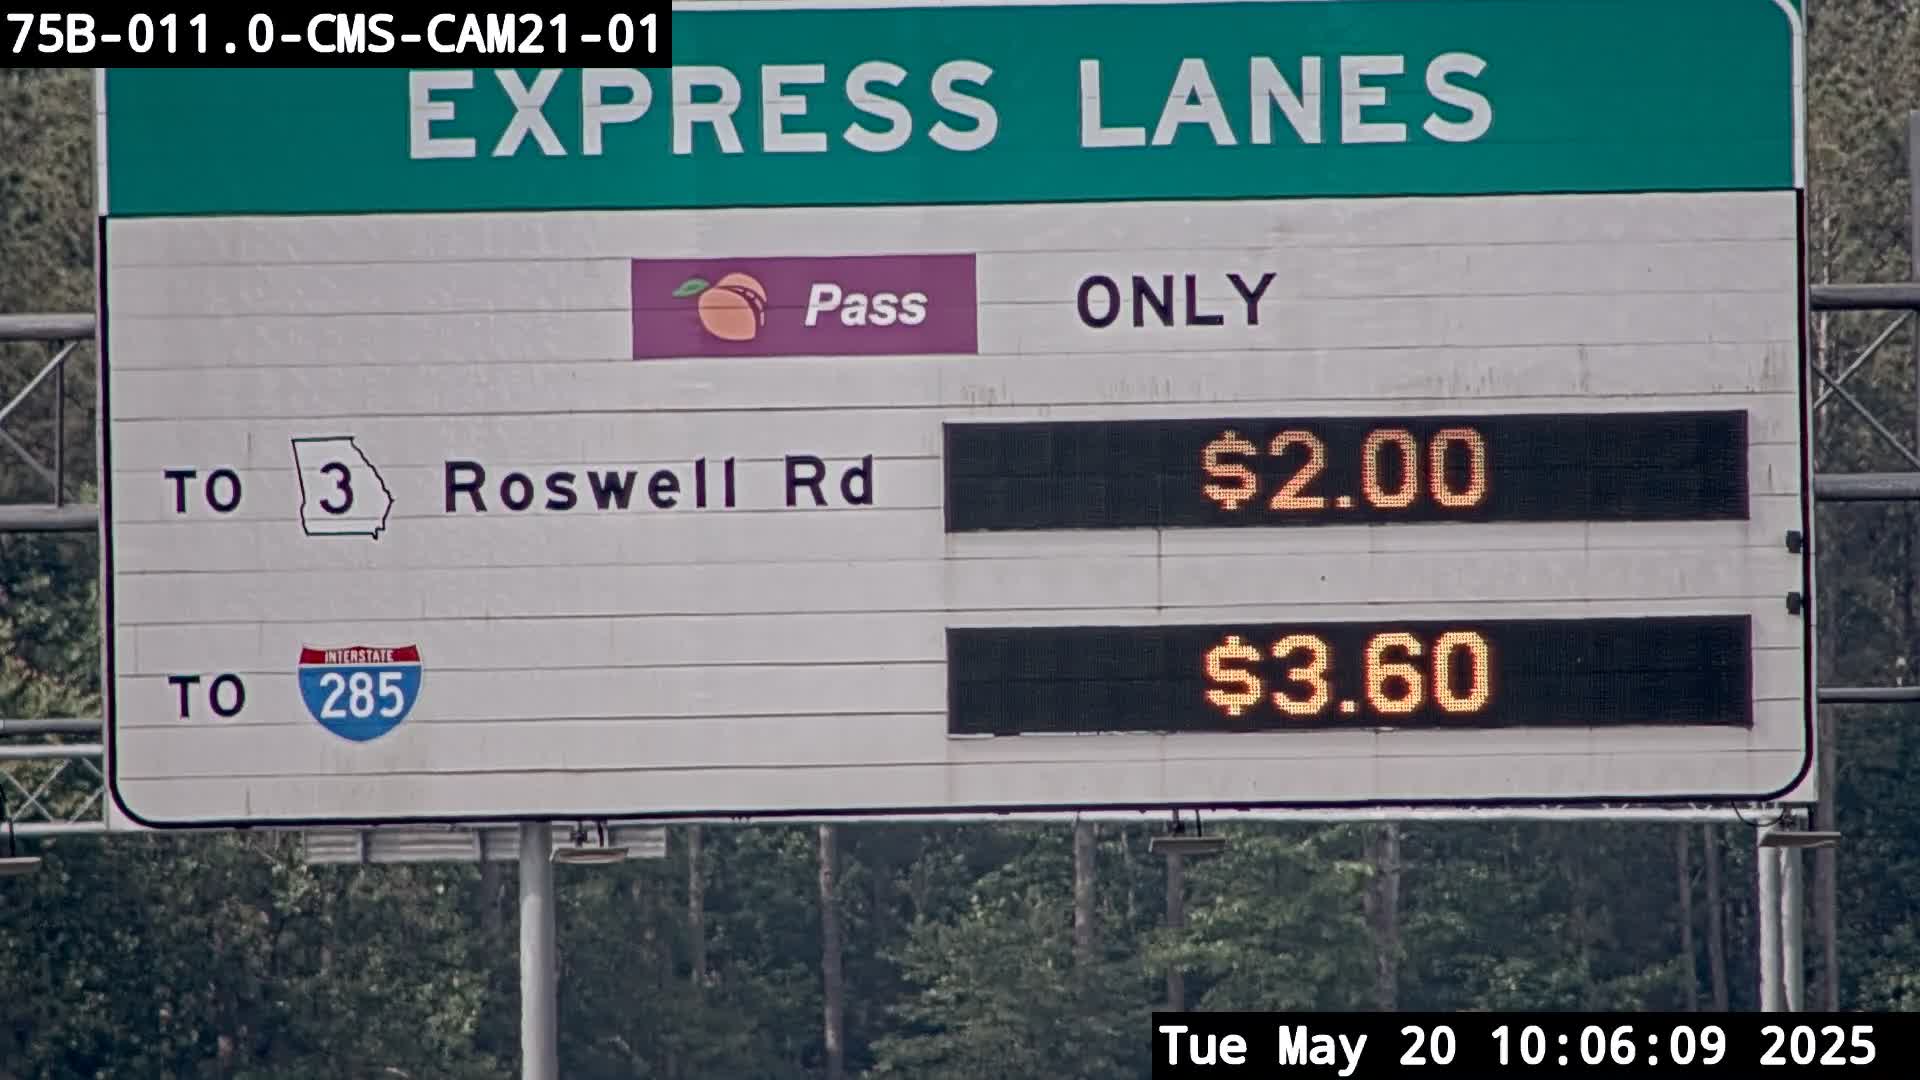 75B-011.0-CMS-CAM21-01
EXPRESS LANES
Pass ONLY
TO 3 Roswell Rd $2.00
INTERSTATE
TO 285 $3.60
Tue May 20 10:06:09 2025